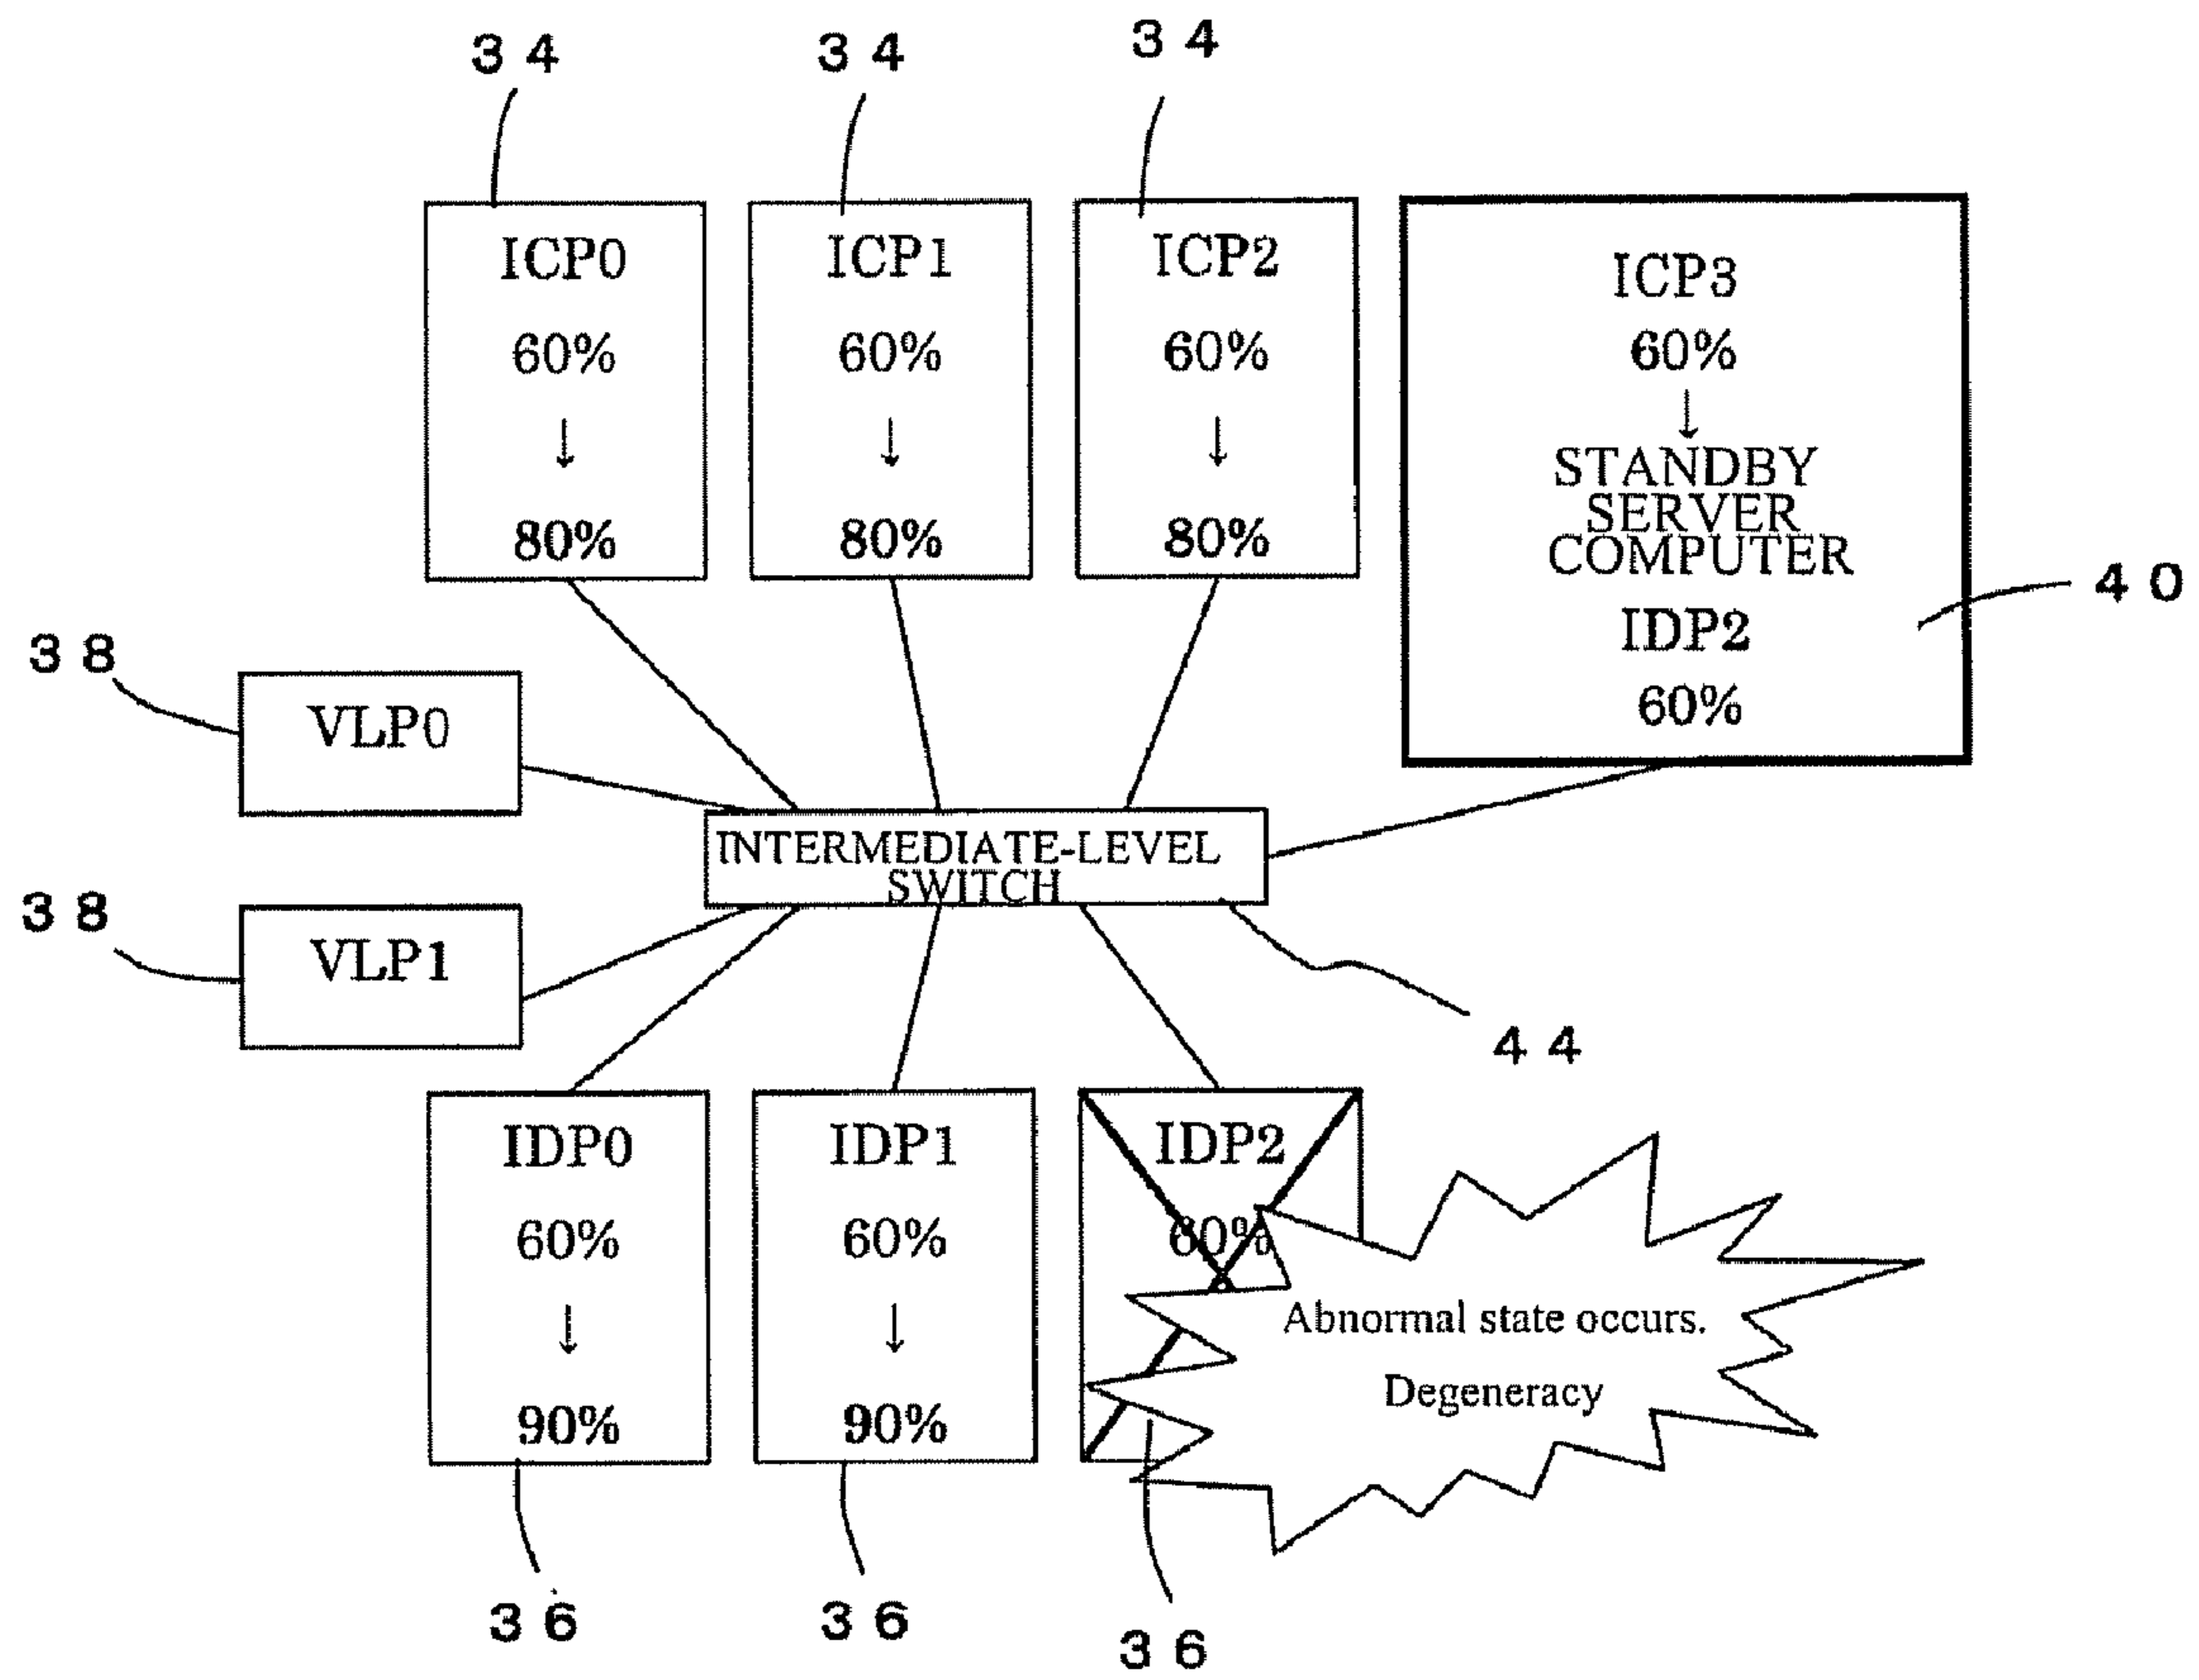 34
34
34
ICP0
60%
↓
80%
ICP1
60%
↓
80%
ICP2
60%
↓
80%
ICP3
60%
↓
STANDBY
SERVER
COMPUTER
IDP2
60%
40
38
VLP0
INTERMEDIATE-LEVEL
SWITCH
38
VLP1
44
IDP0
60%
↓
90%
IDP1
60%
↓
90%
IDP2
60%
Abnormal state occurs.
Degeneracy
36
36
36